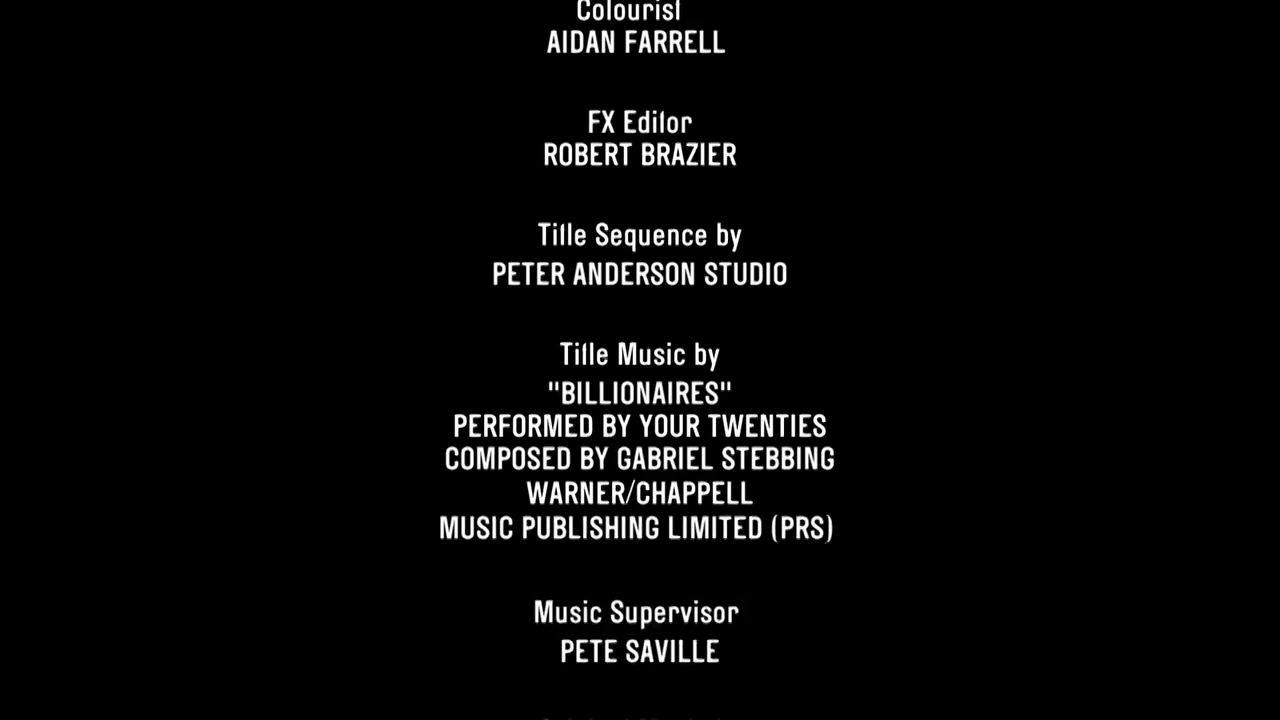 Colourist
AIDAN FARRELL
FX Editor
ROBERT BRAZIER
Title Sequence by
PETER ANDERSON STUDIO
Title Music by
"BILLIONAIRES"
PERFORMED BY YOUR TWENTIES
COMPOSED BY GABRIEL STEBBING
WARNER/CHAPPELL
MUSIC PUBLISHING LIMITED (PRS)
Music Supervisor
PETE SAVILLE